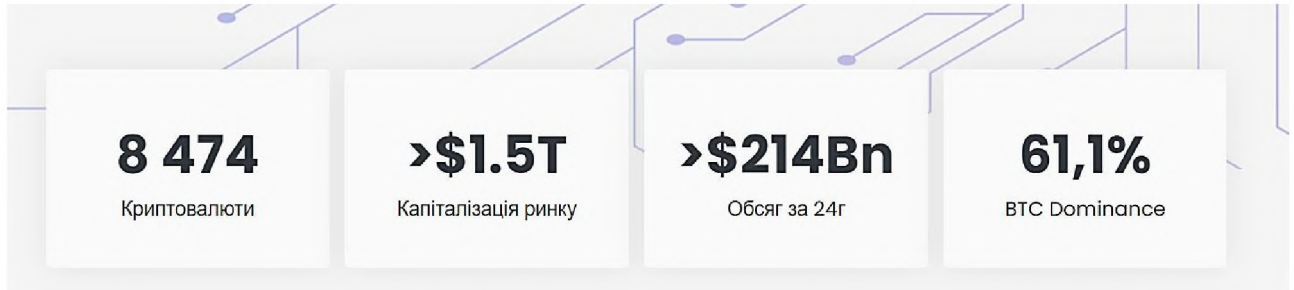 8 474
>$1.5T
>$214Bn
61,1%
Криптовалюти
Капіталізація ринку
Обсяг за 24г
BTC Dominance